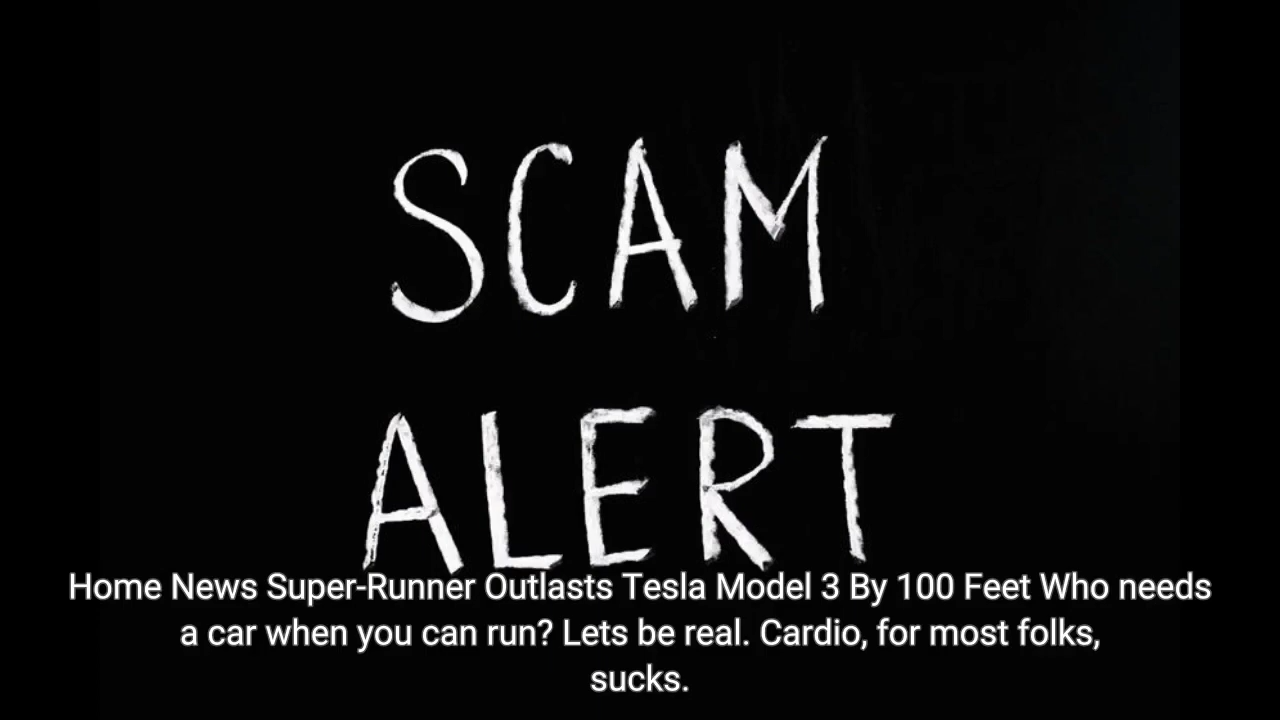 SCAM
ALERT
Home News Super-Runner Outlasts Tesla Model 3 By 100 Feet Who needs
a car when you can run? Lets be real. Cardio, for most folks,
sucks.